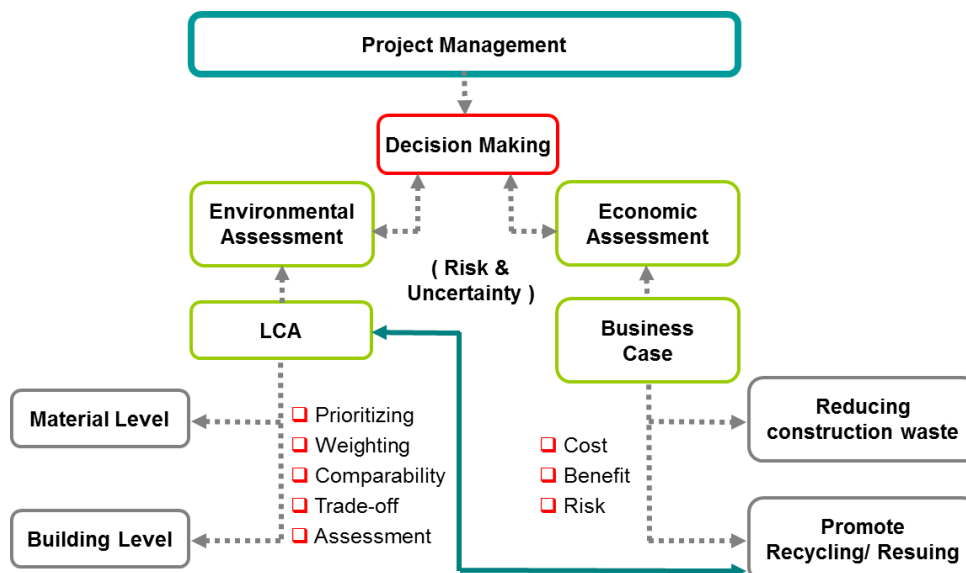 Project Management
Decision Making
Environmental
Assessment
Economic
Assessment
( Risk &
Uncertainty )
LCA
Business
Case
Material Level
Building Level
Prioritizing
Weighting
Comparability
Trade-off
Assessment
Cost
Benefit
Risk
Reducing
construction waste
Promote
Recycling/ Resuing